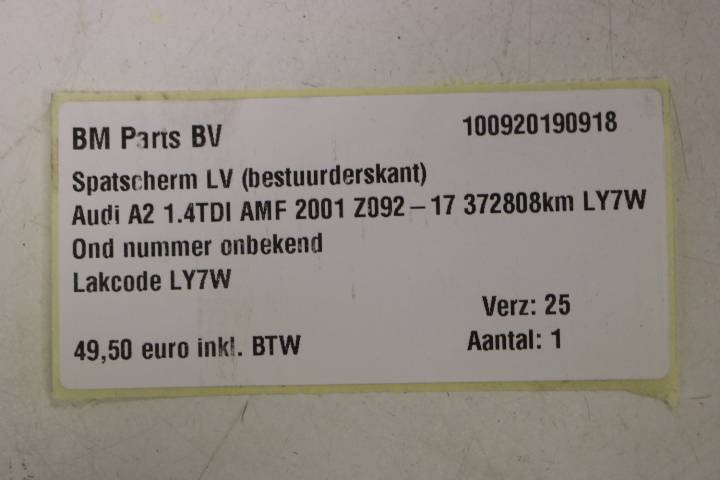 BM Parts BV 100920190918
Spatscherm LV (bestuurderskant)
Audi A2 1.4TDI AMF 2001 Z092-17 372808km LY7W
Ond nummer onbekend
Lakcode LY7W
Verz: 25
49,50 euro inkl. BTW Aantal: 1